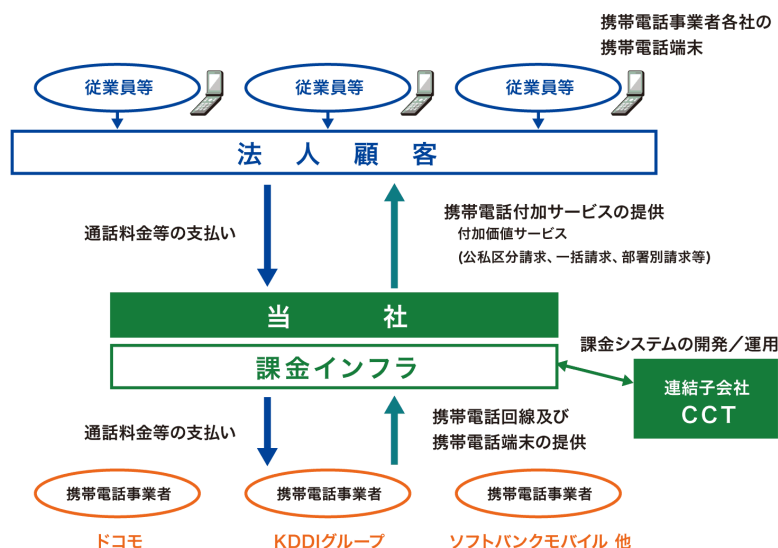 携帯電話事業者各社の
携帯電話端末
従業員等
従業員等
従業員等
法人顧客
通話料金等の支払い
携帯電話付加サービスの提供
付加価値サービス
(公私区分請求、一括請求、部署別請求等)
当社
課金インフラ
課金システムの開発／運用
連結子会社
CCT
通話料金等の支払い
携帯電話回線及び
携帯電話端末の提供
携帯電話事業者
携帯電話事業者
携帯電話事業者
ドコモ
KDDIグループ
ソフトバンクモバイル 他